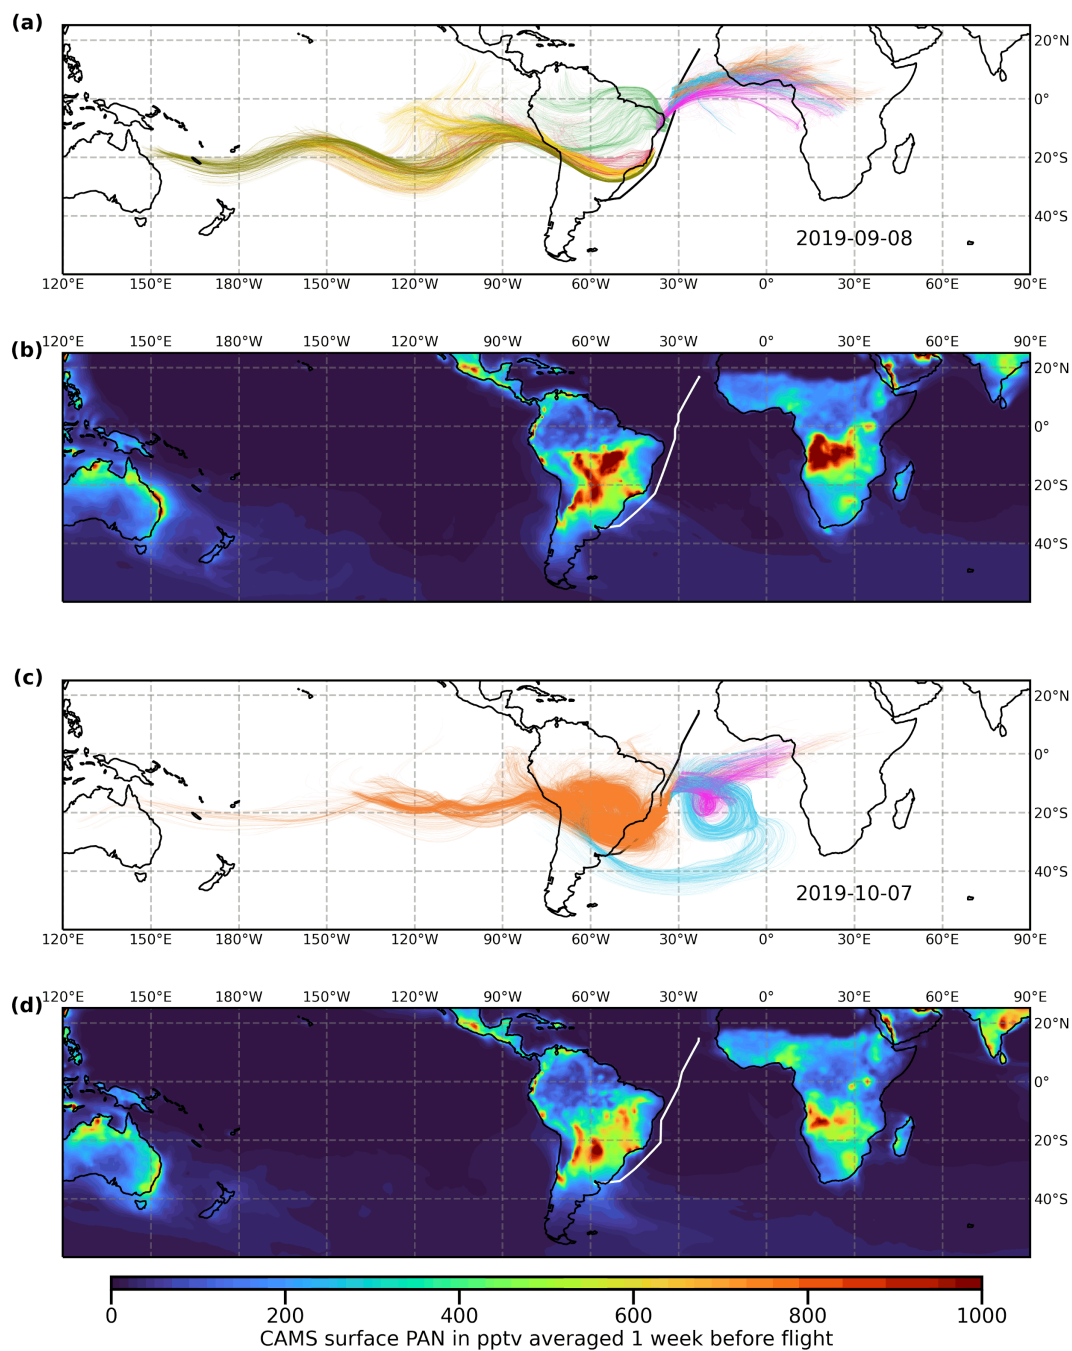 (a)
20°N
0°
20°S
40°S
2019-09-08
120°E 150°E 180°W 150°W 120°W 90°W 60°W 30°W 0° 30°E 60°E 90°E
(b)
120°E 150°E 180°W 150°W 120°W 90°W 60°W 30°W 0° 30°E 60°E 90°E
20°N
0°
20°S
40°S
(c)
20°N
0°
20°S
40°S
2019-10-07
120°E 150°E 180°W 150°W 120°W 90°W 60°W 30°W 0° 30°E 60°E 90°E
(d)
120°E 150°E 180°W 150°W 120°W 90°W 60°W 30°W 0° 30°E 60°E 90°E
20°N
0°
20°S
40°S
0 200 400 600 800 1000
CAMS surface PAN in pptv averaged 1 week before flight